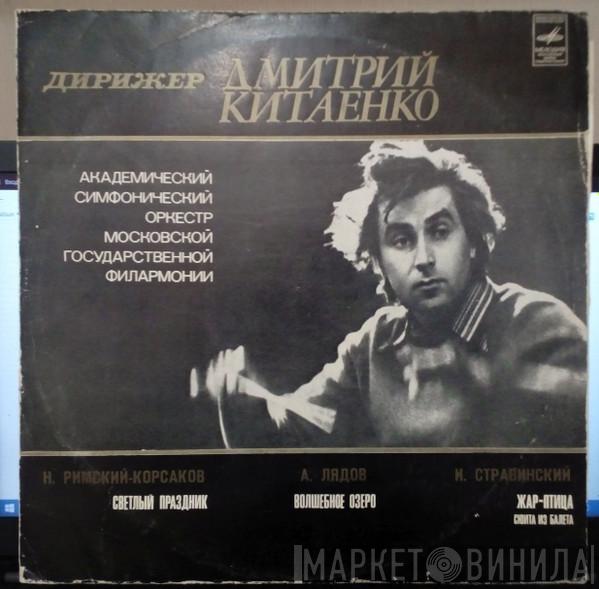 МЕЛОДИЯ
ДИРИЖЕР ДМИТРИЙ
КИТАЕНКО
АКАДЕМИЧЕСКИЙ
СИМФОНИЧЕСКИЙ
ОРКЕСТР
МОСКОВСКОЙ
ГОСУДАРСТВЕННОЙ
ФИЛАРМОНИИ
Н. РИМСКИЙ-КОРСАКОВ
СВЕТЛЫЙ ПРАЗДНИК
А. ЛЯДОВ
ВОЛШЕБНОЕ ОЗЕРО
И. СТРАВИНСКИЙ
ЖАР-ПТИЦА
СЮИТА ИЗ БАЛЕТА
МАРКЕТ ВИНИЛА